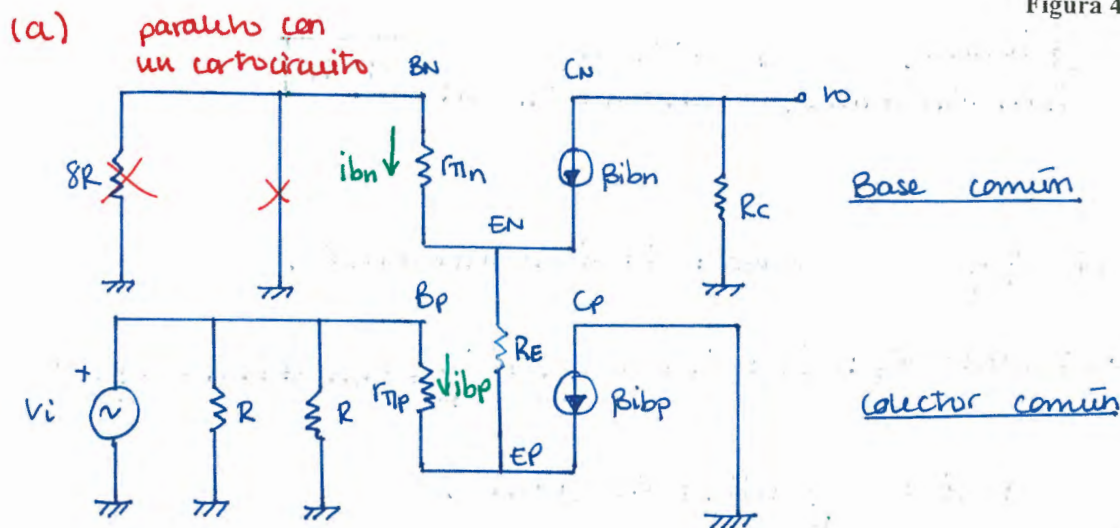 Figura 4
(a) paralelo con
un cortocircuito
BN
CN
vo
8R
ibn
rπn
βibn
Rc
Base común
EN
BP
CP
RE
+
Vi
~
R
R
rπp
ibp
βibp
colector común
EP